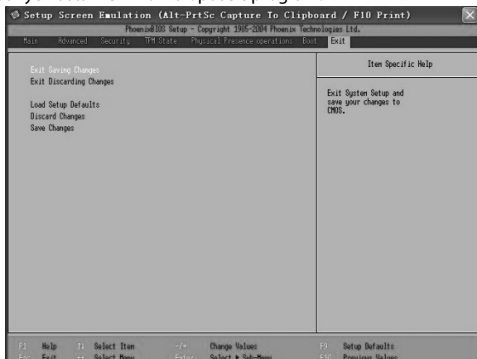 Setup Screen Emulation (Alt-PrtSc Capture To Clipboard / F10 Print)
PhoenixBIOS Setup - Copyright 1985-2004 Phoenix Technologies Ltd.
Main Advanced Security TPM State Physical Presence operations Boot Exit
Item Specific Help
Exit Saving Changes
Exit Discarding Changes
Load Setup Defaults
Discard Changes
Save Changes
Exit System Setup and
save your changes to
CMOS.
F1 Help ↑↓ Select Item -/+ Change Values F9 Setup Defaults
Esc Exit Select Menu Enter Select ▶ Sub-Menu F10 Previous Values